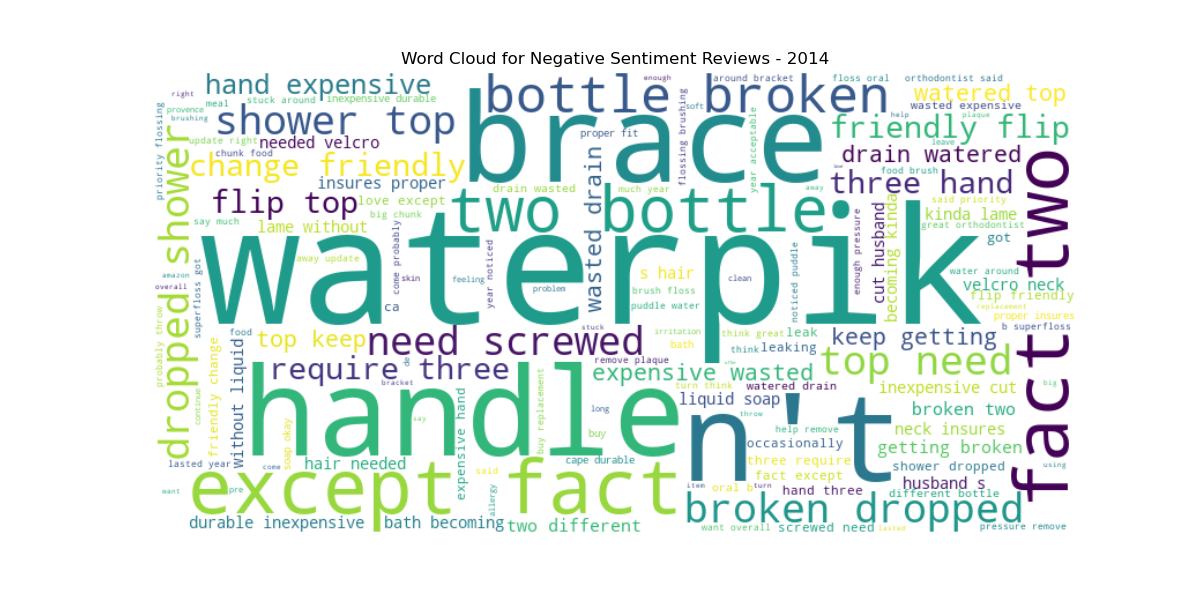 Word Cloud for Negative Sentiment Reviews - 2014
hand expensive
bottle broken
enough
around bracket
floss oral
orthodontist said
watered top
right
provence
meal
stuck around
inexpensive durable
brushing
shower top
brace
soft
help
wasted expensive
plaque
friendly flip
priority flossing
update right
needed velcro
proper fit
flossing brushing
year acceptable
leave
chunk food
change friendly
drain watered
food brush
insures proper
drain wasted
much year
away
three hand
flip top
love except
two bottle
said priority
say much
big chunk
kinda lame
great orthodontist
lame without
dropped shower
wasted drain
cut husband
becoming kinda
got
fact two
come probably
year noticed
away update
waterpik
enough pressure
noticed puddle
water around
amazon
overall
superfloss got
skin
feeling
problem
s hair
clean
velcro neck
brush floss
flip friendly
puddle water
ca
replacement
proper insures
probably throw
need screwed
stuck
irritation
think great
leak
keep getting
b superfloss
food
top keep
bath
think
leaking
friendly change
without liquid
de
remove plaque
top need
require three
expensive wasted
bracket
turn think
watered drain
inexpensive cut
big
continue
handle
expensive hand
buy replacement
long
liquid soap
n't
broken two
say
throw
soap okay
buy
help remove
neck insures
occasionally
getting broken
lasted year
come
hair needed
cape durable
three require
shower dropped
using
said
fact except
husband s
want
pre
except fact
allergy
item
oral b
turn
hand three
different bottle
broken dropped
durable inexpensive
bath becoming
two different
want overall
screwed need
lasted
pressure remove